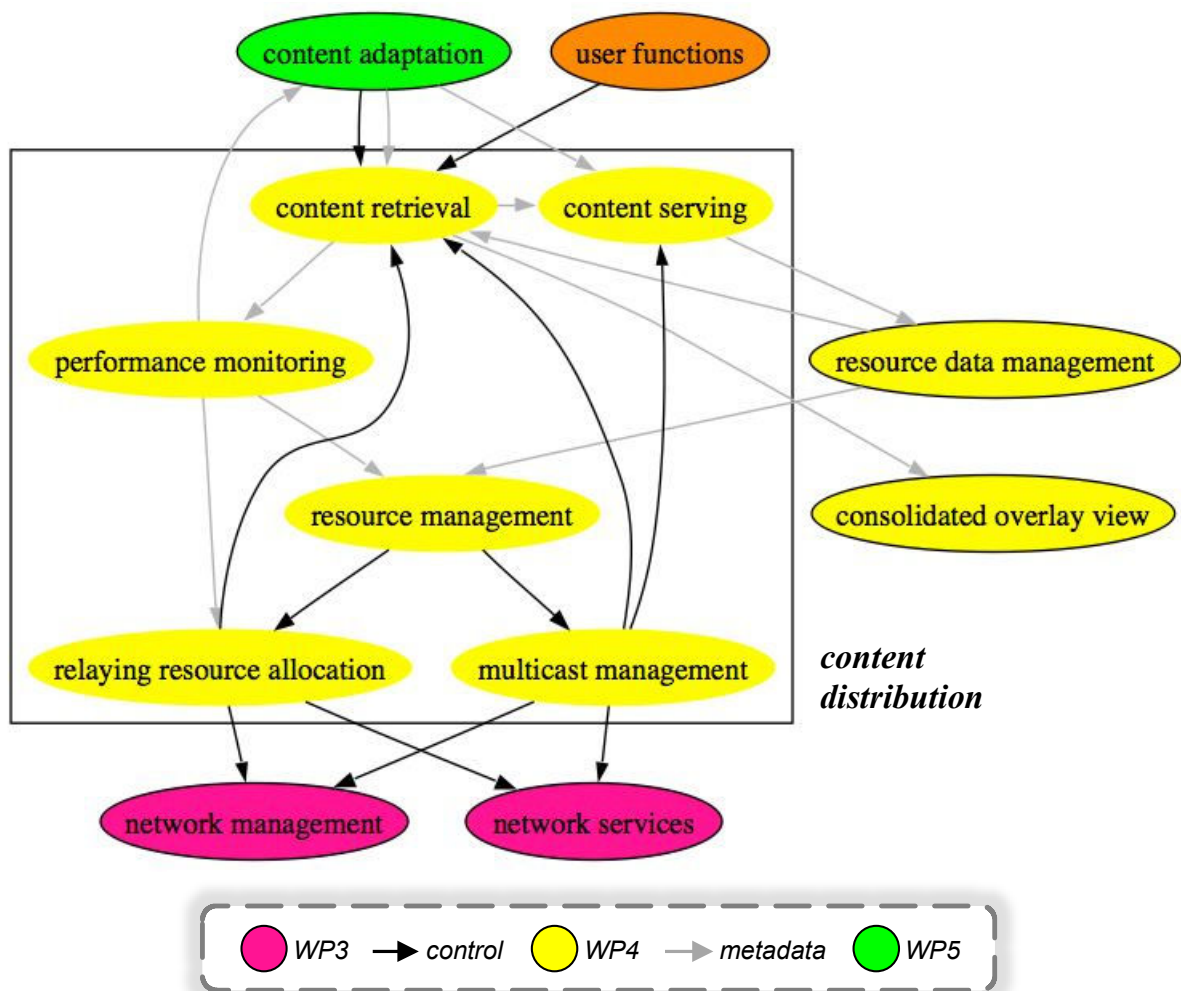 content adaptation
user functions
content retrieval
content serving
performance monitoring
resource data management
resource management
consolidated overlay view
relaying resource allocation
multicast management
content
distribution
network management
network services
WP3
control
WP4
metadata
WP5